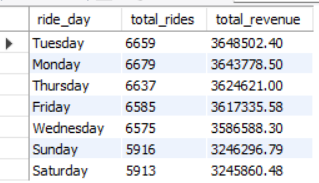 ride_day total_rides total_revenue
Tuesday 6659 3648502.40
Monday 6679 3643778.50
Thursday 6637 3624621.00
Friday 6585 3617335.58
Wednesday 6575 3586588.30
Sunday 5916 3246296.79
Saturday 5913 3245860.48